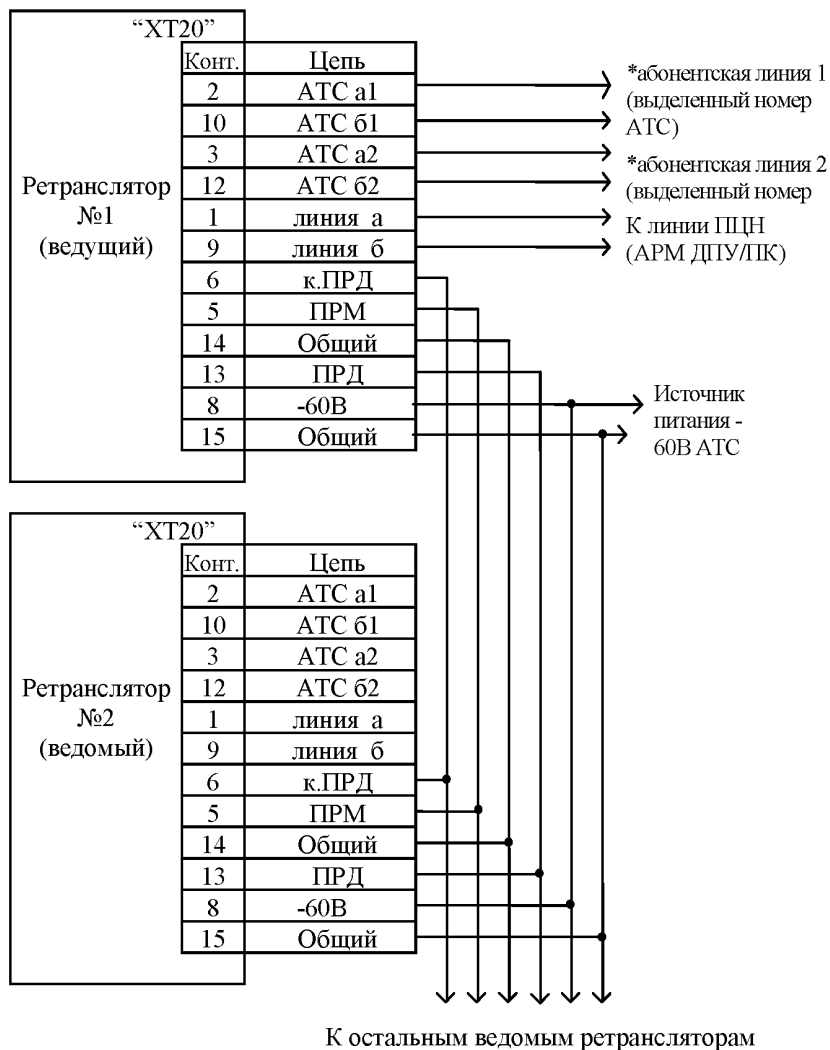 “ХТ20”
Конт. Цепь
2 АТС а1
10 АТС б1
3 АТС а2
12 АТС б2
1 линия а
9 линия б
6 к.ПРД
5 ПРМ
14 Общий
13 ПРД
8 -60В
15 Общий
Ретранслятор
№1
(ведущий)
*абонентская линия 1
(выделенный номер
АТС)
*абонентская линия 2
(выделенный номер
К линии ПЦН
(АРМ ДПУ/ПК)
Источник
питания -
60В АТС
“ХТ20”
Конт. Цепь
2 АТС а1
10 АТС б1
3 АТС а2
12 АТС б2
1 линия а
9 линия б
6 к.ПРД
5 ПРМ
14 Общий
13 ПРД
8 -60В
15 Общий
Ретранслятор
№2
(ведомый)
К остальным ведомым ретрансляторам